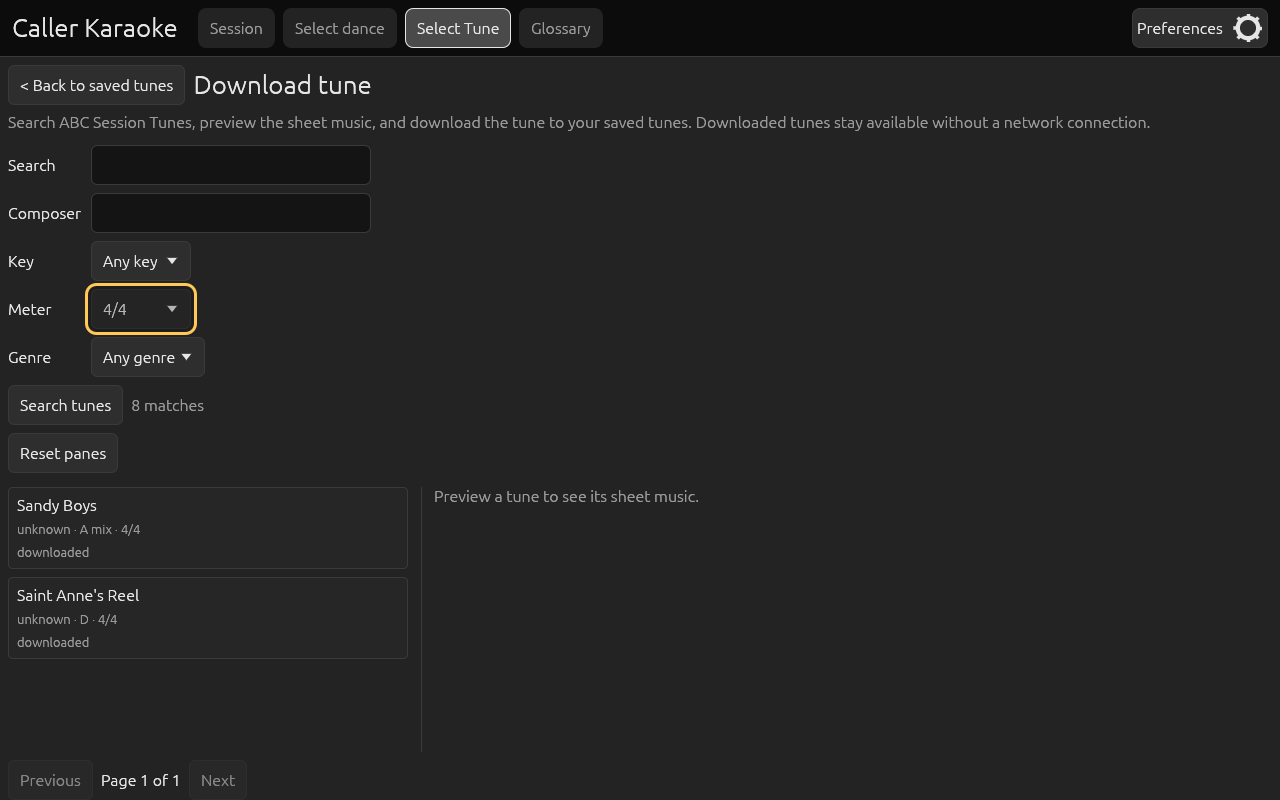 Caller Karaoke
Session
Select dance
Select Tune
Glossary
Preferences
< Back to saved tunes
Download tune
Search ABC Session Tunes, preview the sheet music, and download the tune to your saved tunes. Downloaded tunes stay available without a network connection.
Search
Composer
Key
Any key
Meter
4/4
Genre
Any genre
Search tunes
8 matches
Reset panes
Sandy Boys
unknown · A mix · 4/4
downloaded
Saint Anne's Reel
unknown · D · 4/4
downloaded
Preview a tune to see its sheet music.
Previous
Page 1 of 1
Next